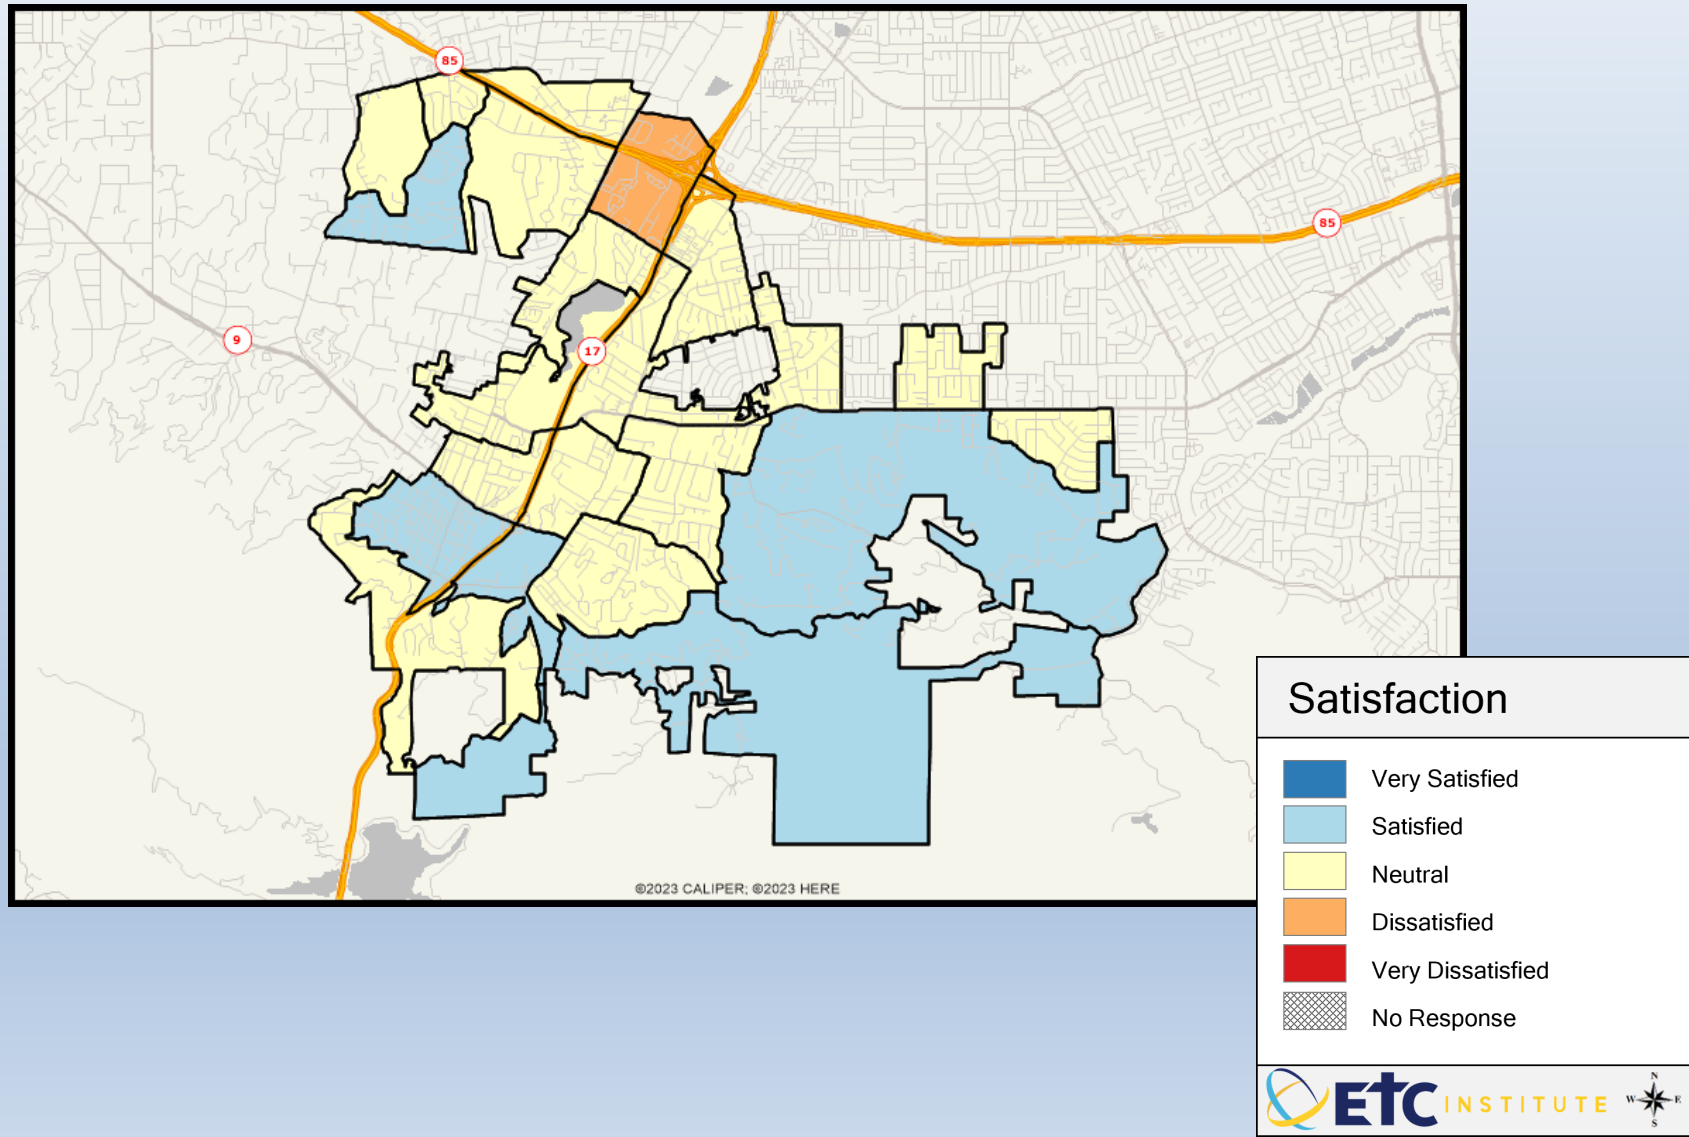 85
85
9
17
©2023 CALIPER; ©2023 HERE
Satisfaction
Very Satisfied
Satisfied
Neutral
Dissatisfied
Very Dissatisfied
No Response
ETC INSTITUTE
N
W E
S